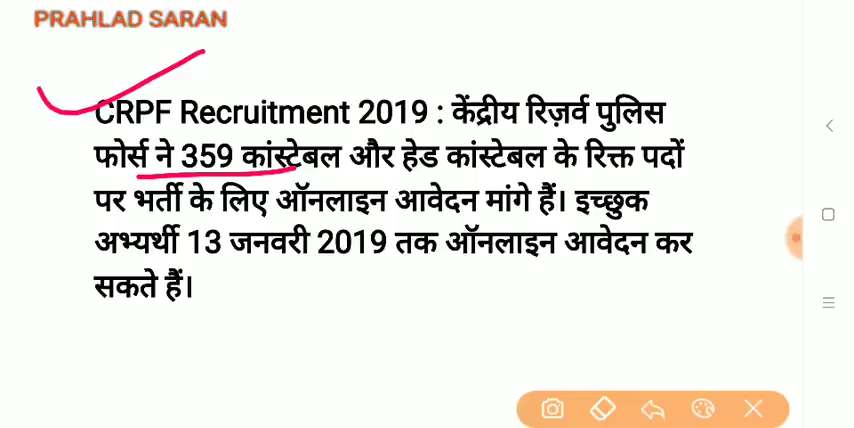 PRAHLAD SARAN
CRPF Recruitment 2019 : केंद्रीय रिज़र्व पुलिस
फोर्स ने 359 कांस्टेबल और हेड कांस्टेबल के रिक्त पदों
पर भर्ती के लिए ऑनलाइन आवेदन मांगे हैं। इच्छुक
अभ्यर्थी 13 जनवरी 2019 तक ऑनलाइन आवेदन कर
सकते हैं।